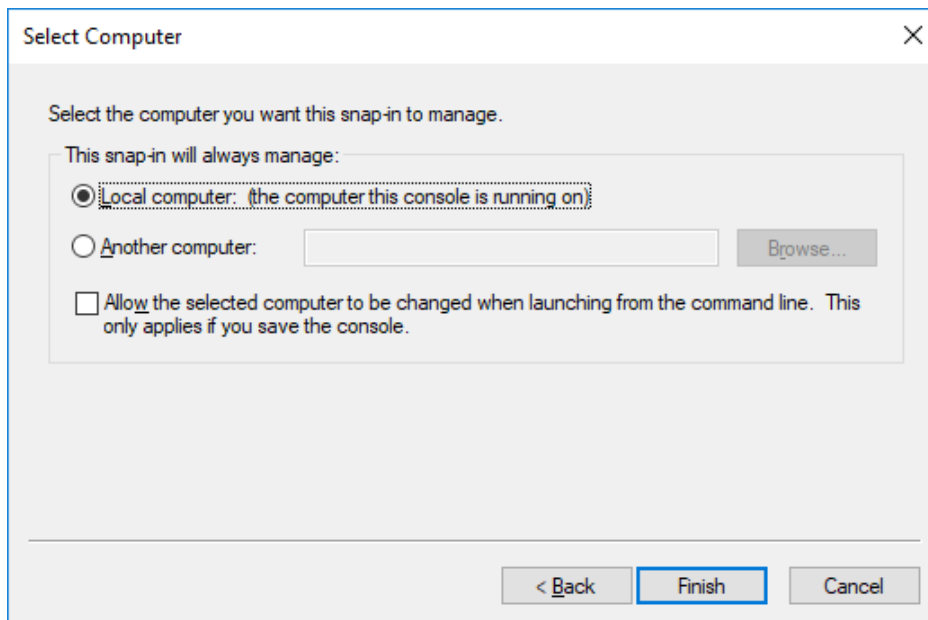 Select Computer
Select the computer you want this snap-in to manage.
This snap-in will always manage:
Local computer: (the computer this console is running on)
Another computer:
Browse...
Allow the selected computer to be changed when launching from the command line. This
only applies if you save the console.
< Back
Finish
Cancel